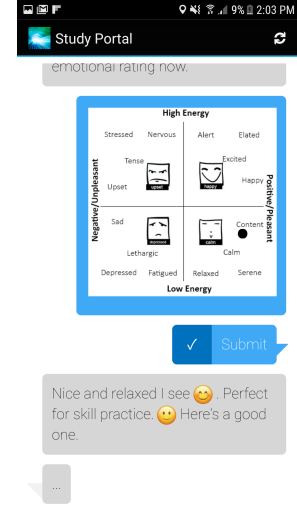 9% 2:03 PM
Study Portal
emotional rating now.
High Energy
Stressed Nervous Alert Elated
Tense Excited
upset happy
Upset Happy
Negative/Unpleasant
Positive/Pleasant
Sad Content
depressed calm
Lethargic Calm
Depressed Fatigued Relaxed Serene
Low Energy
✓ Submit
Nice and relaxed I see 😊 . Perfect
for skill practice. 🙂 Here's a good
one.
...